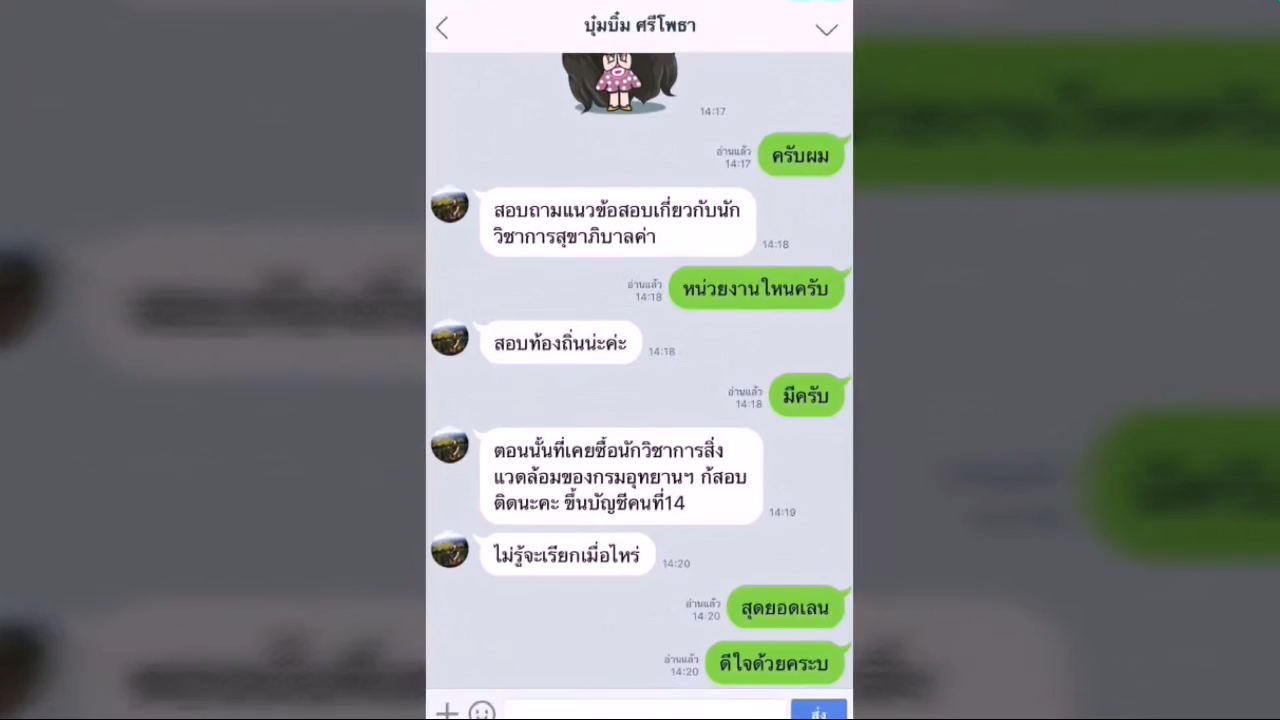 บุ๋มบิ๋ม ศรีโพธา
14:17
ครับผม
อ่านแล้ว
14:17
สอบถามแนวข้อสอบเกี่ยวกับนัก
วิชาการสุขาภิบาลค่า
14:18
หน่วยงานใหนครับ
อ่านแล้ว
14:18
สอบท้องถิ่นน่ะค่ะ
14:18
มีครับ
อ่านแล้ว
14:18
ตอนนั้นที่เคยซื้อนักวิชาการสิ่ง
แวดล้อมของกรมอุทยานฯ ก้สอบ
ติดนะคะ ขึ้นบัญชีคนที่14
14:19
ไม่รู้จะเรียกเมื่อไหร่
14:20
สุดยอดเลน
อ่านแล้ว
14:20
ดีใจด้วยคระบ
อ่านแล้ว
14:20
ส่ง